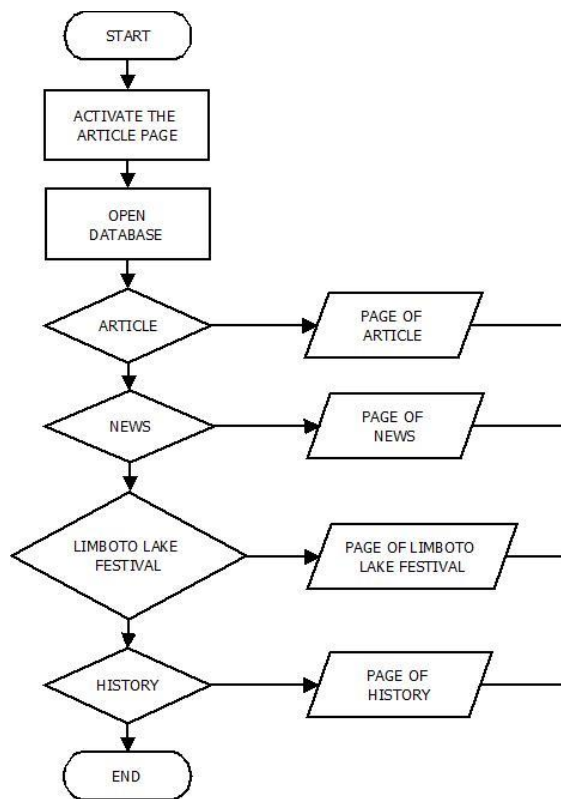 START
ACTIVATE THE
ARTICLE PAGE
OPEN
DATABASE
ARTICLE
PAGE OF
ARTICLE
NEWS
PAGE OF
NEWS
LIMBOTO LAKE
FESTIVAL
PAGE OF LIMBOTO
LAKE FESTIVAL
HISTORY
PAGE OF
HISTORY
END